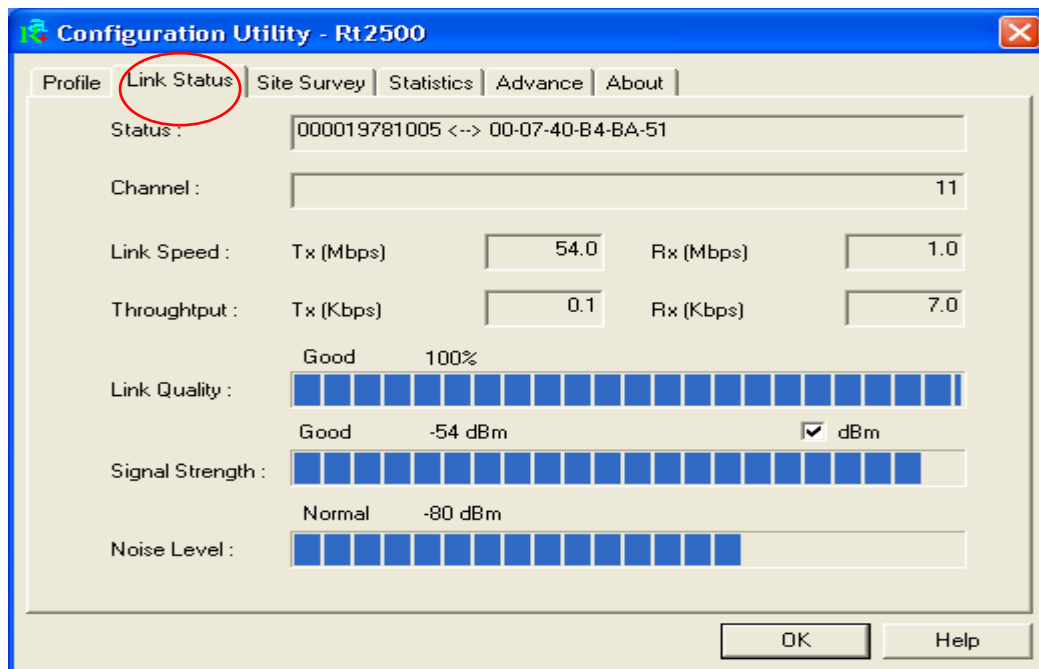 Configuration Utility - Rt2500
Profile Link Status Site Survey Statistics Advance About
Status : 000019781005 <--> 00-07-40-B4-BA-51
Channel : 11
Link Speed : Tx (Mbps) 54.0 Rx (Mbps) 1.0
Throughtput : Tx (Kbps) 0.1 Rx (Kbps) 7.0
Good 100%
Link Quality :
Good -54 dBm dBm
Signal Strength :
Normal -80 dBm
Noise Level :
OK Help